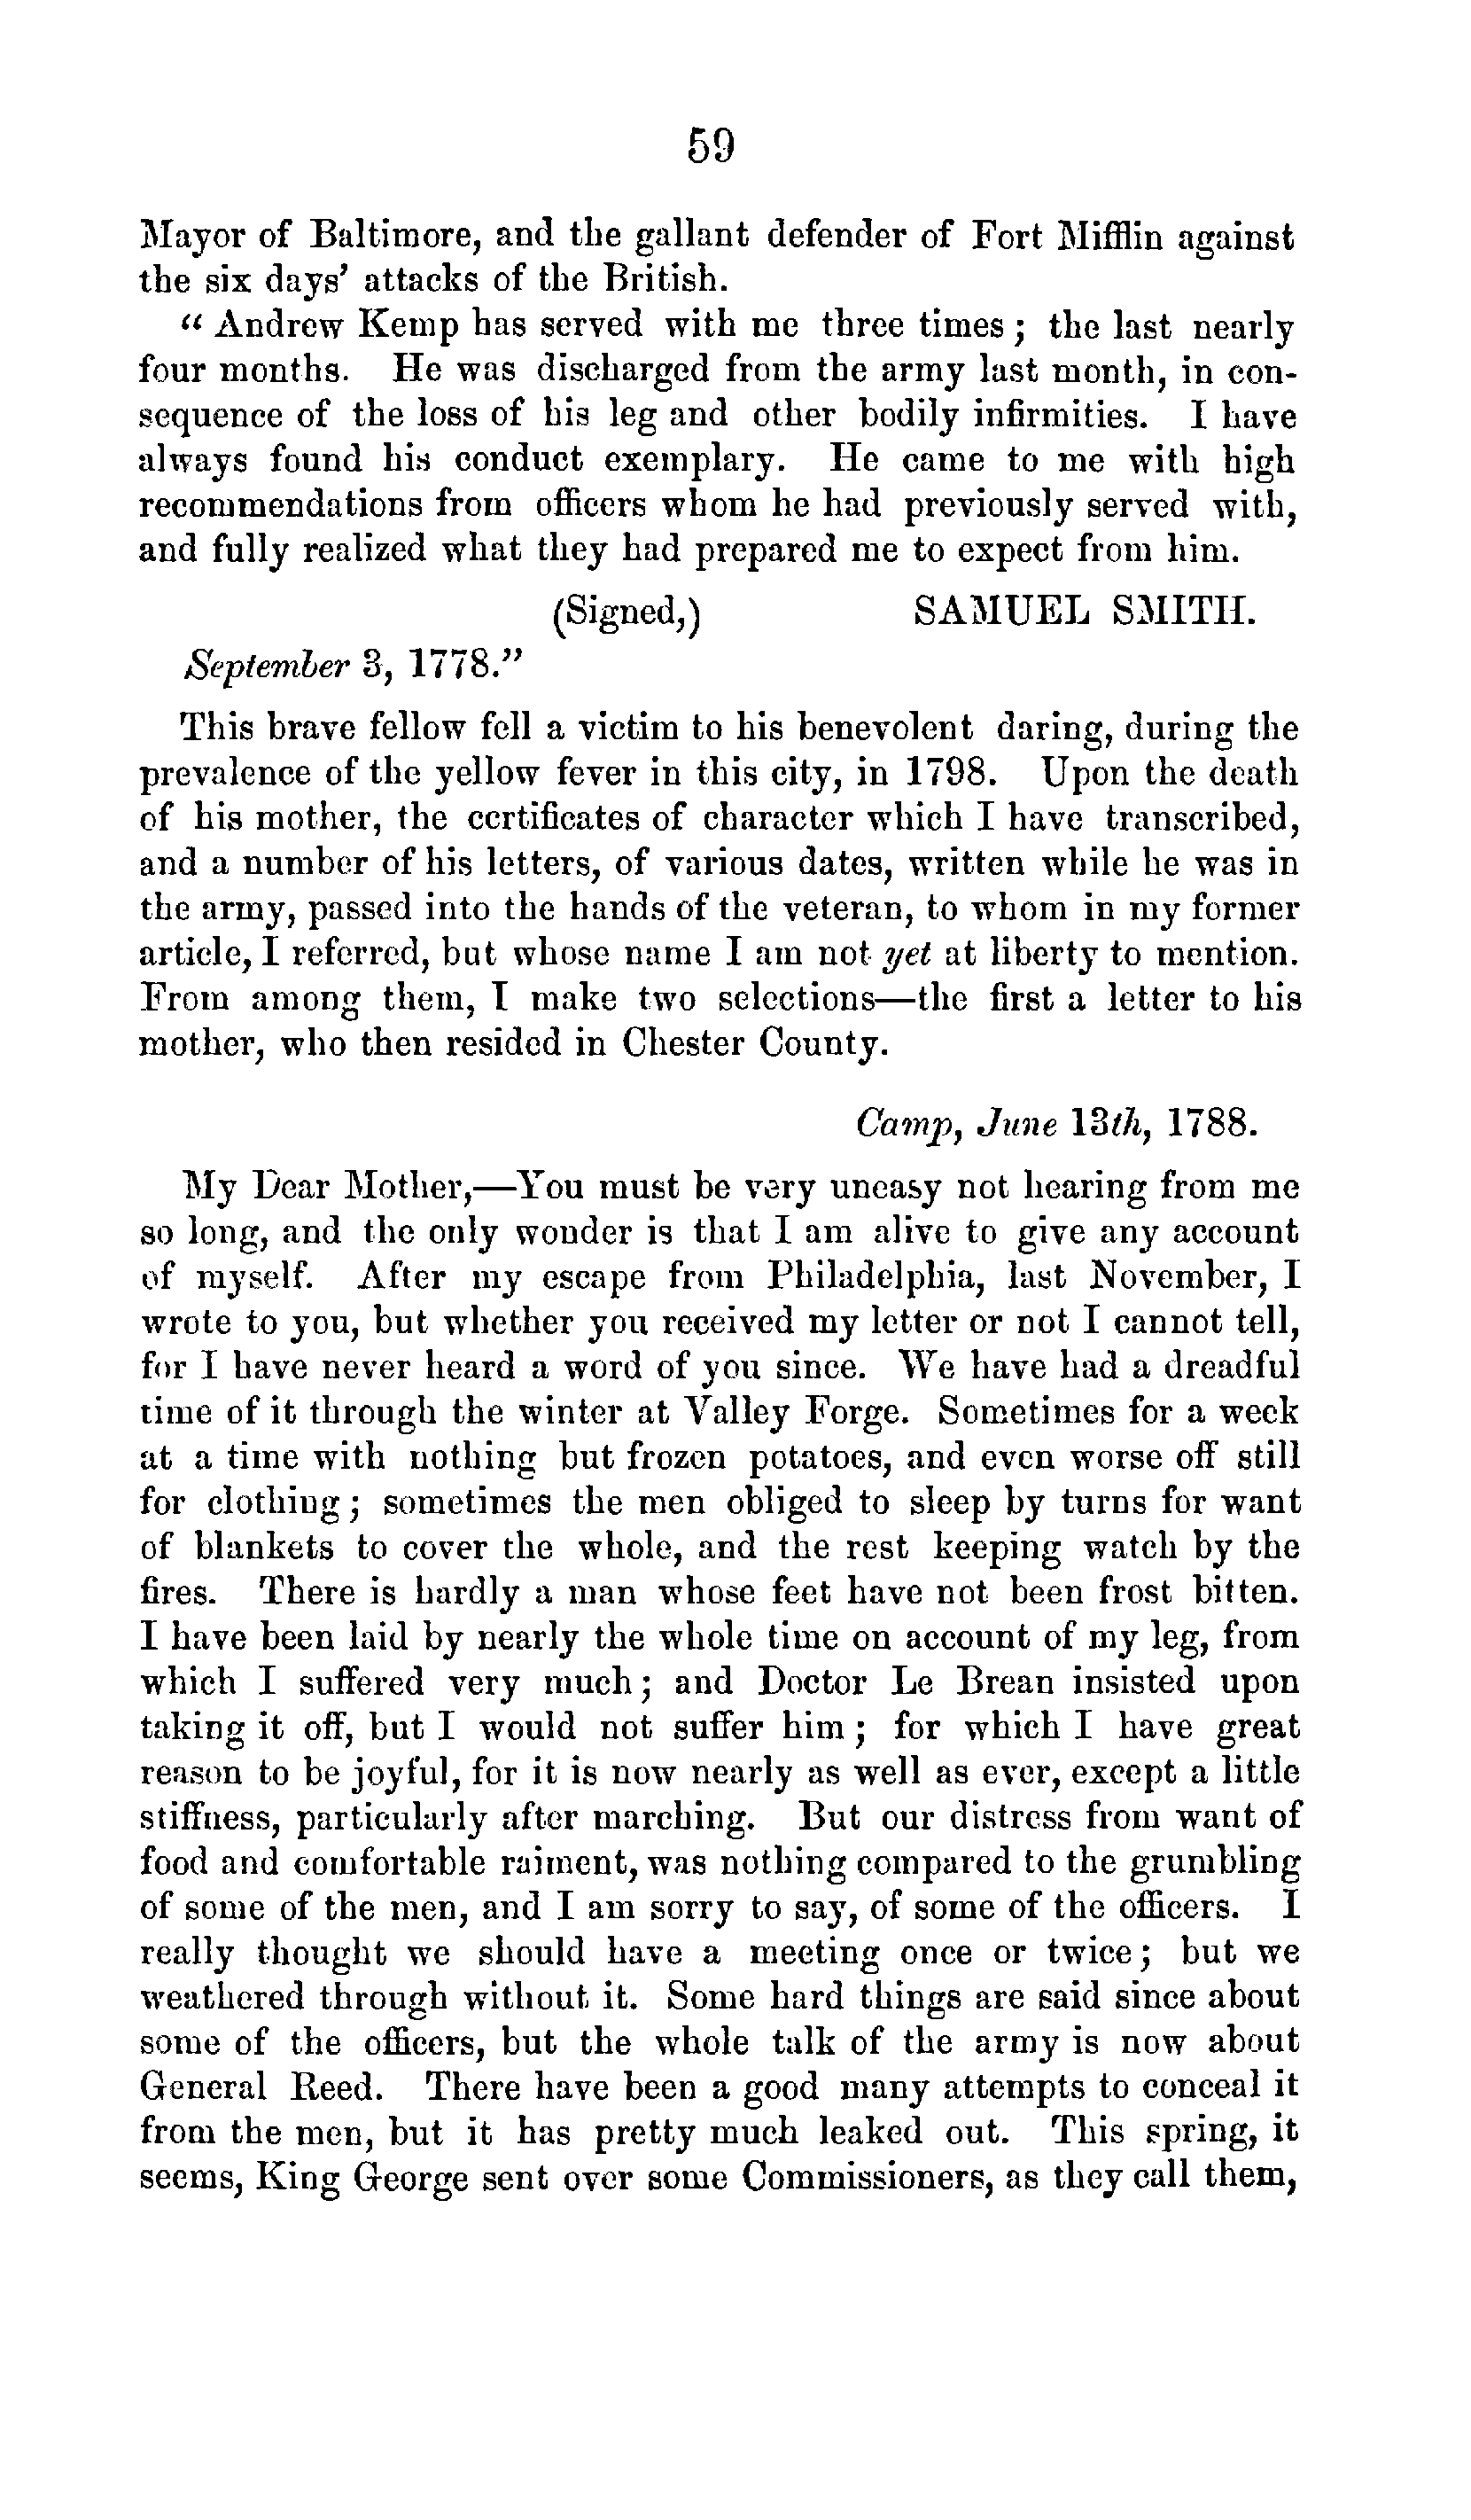 59
Mayor of Baltimore, and the gallant defender of Fort Mifflin against
the six days' attacks of the British.
“ Andrew Kemp has served with me three times ; the last nearly
four months. He was discharged from the army last month, in con-
sequence of the loss of his leg and other bodily infirmities. I have
always found his conduct exemplary. He came to me with high
recommendations from officers whom he had previously served with,
and fully realized what they had prepared me to expect from him.
(Signed,) SAMUEL SMITH.
September 3, 1778.”
This brave fellow fell a victim to his benevolent daring, during the
prevalence of the yellow fever in this city, in 1798. Upon the death
of his mother, the certificates of character which I have transcribed,
and a number of his letters, of various dates, written while he was in
the army, passed into the hands of the veteran, to whom in my former
article, I referred, but whose name I am not yet at liberty to mention.
From among them, I make two selections—the first a letter to his
mother, who then resided in Chester County.
Camp, June 13th, 1788.
My Dear Mother,—You must be very uneasy not hearing from me
so long, and the only wonder is that I am alive to give any account
of myself. After my escape from Philadelphia, last November, I
wrote to you, but whether you received my letter or not I cannot tell,
for I have never heard a word of you since. We have had a dreadful
time of it through the winter at Valley Forge. Sometimes for a week
at a time with nothing but frozen potatoes, and even worse off still
for clothing ; sometimes the men obliged to sleep by turns for want
of blankets to cover the whole, and the rest keeping watch by the
fires. There is hardly a man whose feet have not been frost bitten.
I have been laid by nearly the whole time on account of my leg, from
which I suffered very much ; and Doctor Le Brean insisted upon
taking it off, but I would not suffer him ; for which I have great
reason to be joyful, for it is now nearly as well as ever, except a little
stiffness, particularly after marching. But our distress from want of
food and comfortable raiment, was nothing compared to the grumbling
of some of the men, and I am sorry to say, of some of the officers. I
really thought we should have a meeting once or twice ; but we
weathered through without it. Some hard things are said since about
some of the officers, but the whole talk of the army is now about
General Reed. There have been a good many attempts to conceal it
from the men, but it has pretty much leaked out. This spring, it
seems, King George sent over some Commissioners, as they call them,